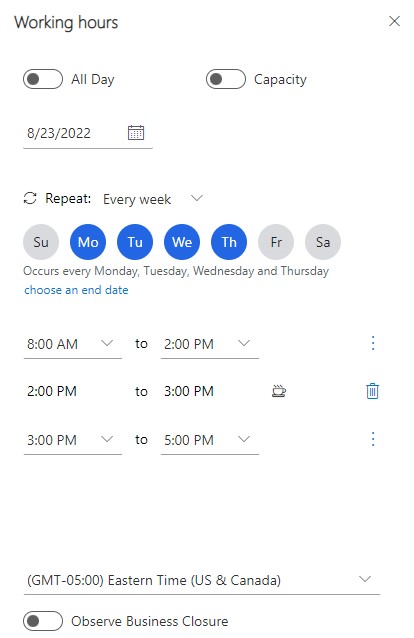 Working hours
All Day
Capacity
8/23/2022
Repeat: Every week
Su Mo Tu We Th Fr Sa
Occurs every Monday, Tuesday, Wednesday and Thursday
choose an end date
8:00 AM to 2:00 PM
2:00 PM to 3:00 PM
3:00 PM to 5:00 PM
(GMT-05:00) Eastern Time (US & Canada)
Observe Business Closure